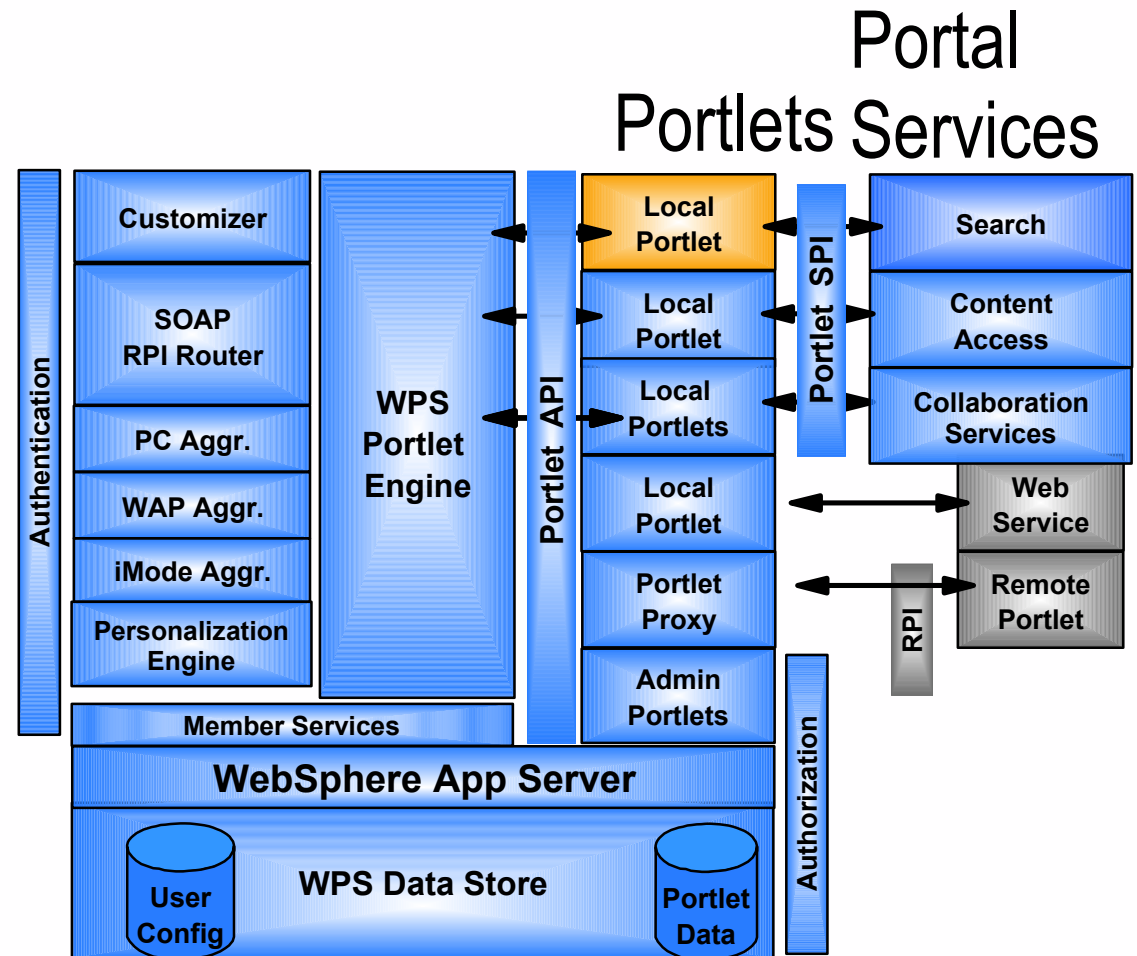 Portal
Portlets Services
Authentication
Customizer
SOAP
RPI Router
PC Aggr.
WAP Aggr.
iMode Aggr.
Personalization
Engine
WPS
Portlet
Engine
Portlet API
Local
Portlet
Local
Portlet
Local
Portlets
Local
Portlet
Portlet
Proxy
Admin
Portlets
Portlet SPI
Search
Content
Access
Collaboration
Services
Web
Service
Remote
Portlet
RPI
Member Services
WebSphere App Server
WPS Data Store
User
Config
Portlet
Data
Authorization